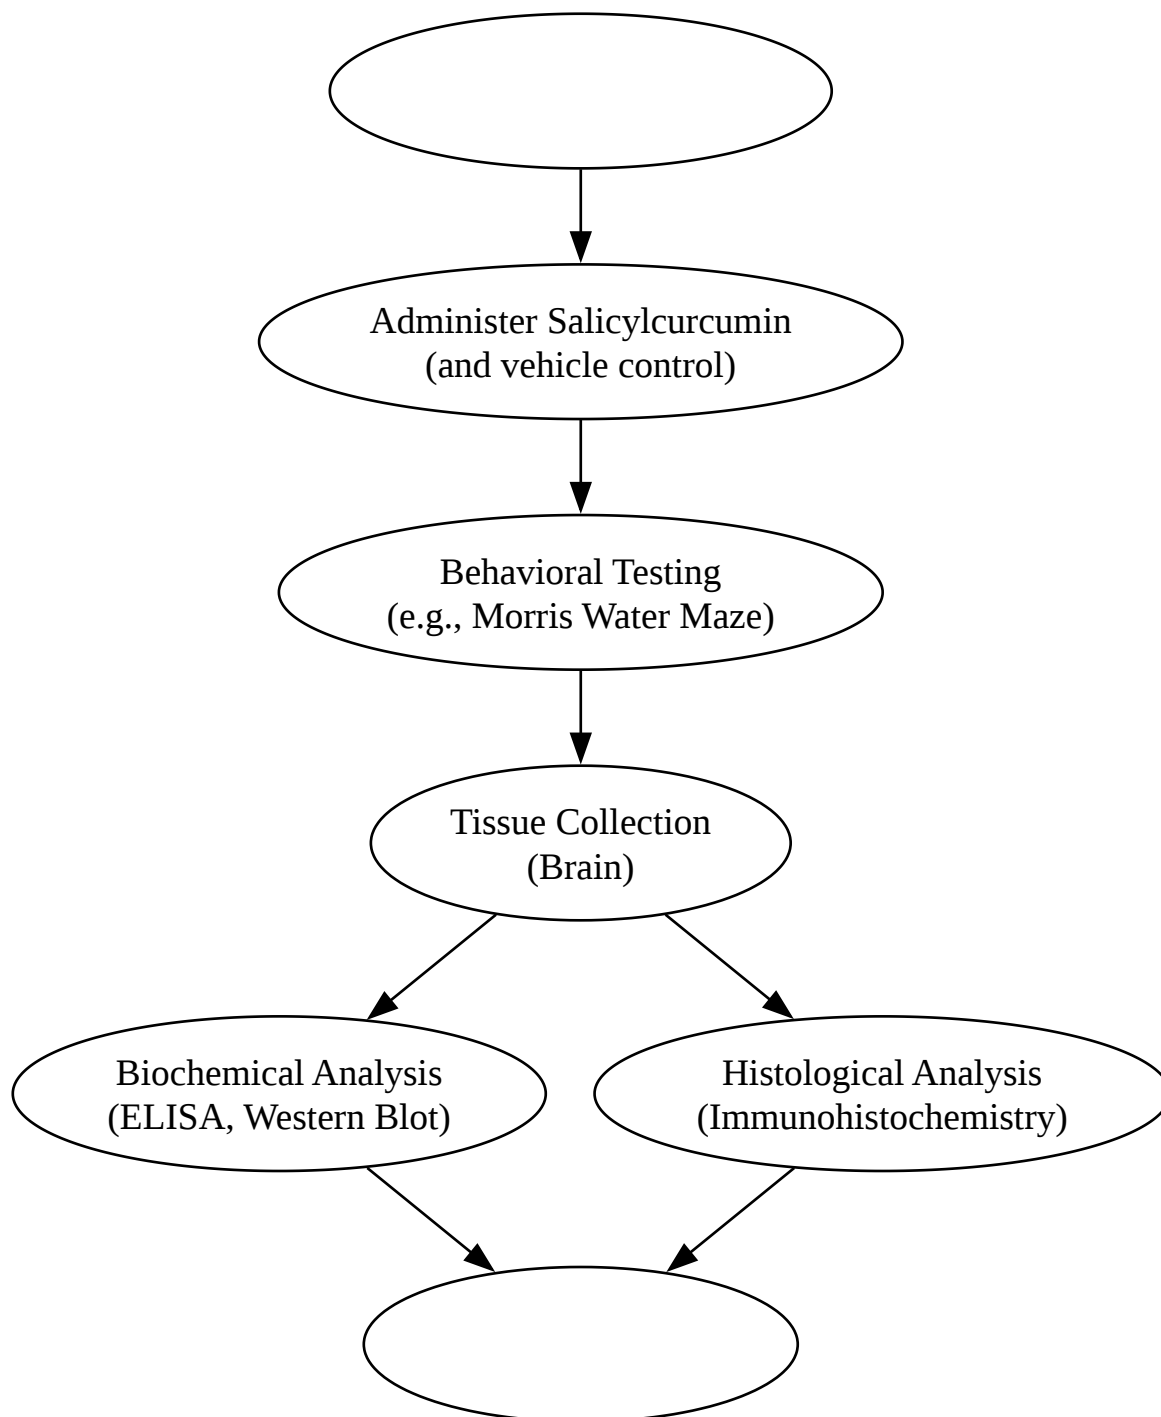 Administer Salicylcurcumin
(and vehicle control)
Behavioral Testing
(e.g., Morris Water Maze)
Tissue Collection
(Brain)
Biochemical Analysis
(ELISA, Western Blot)
Histological Analysis
(Immunohistochemistry)